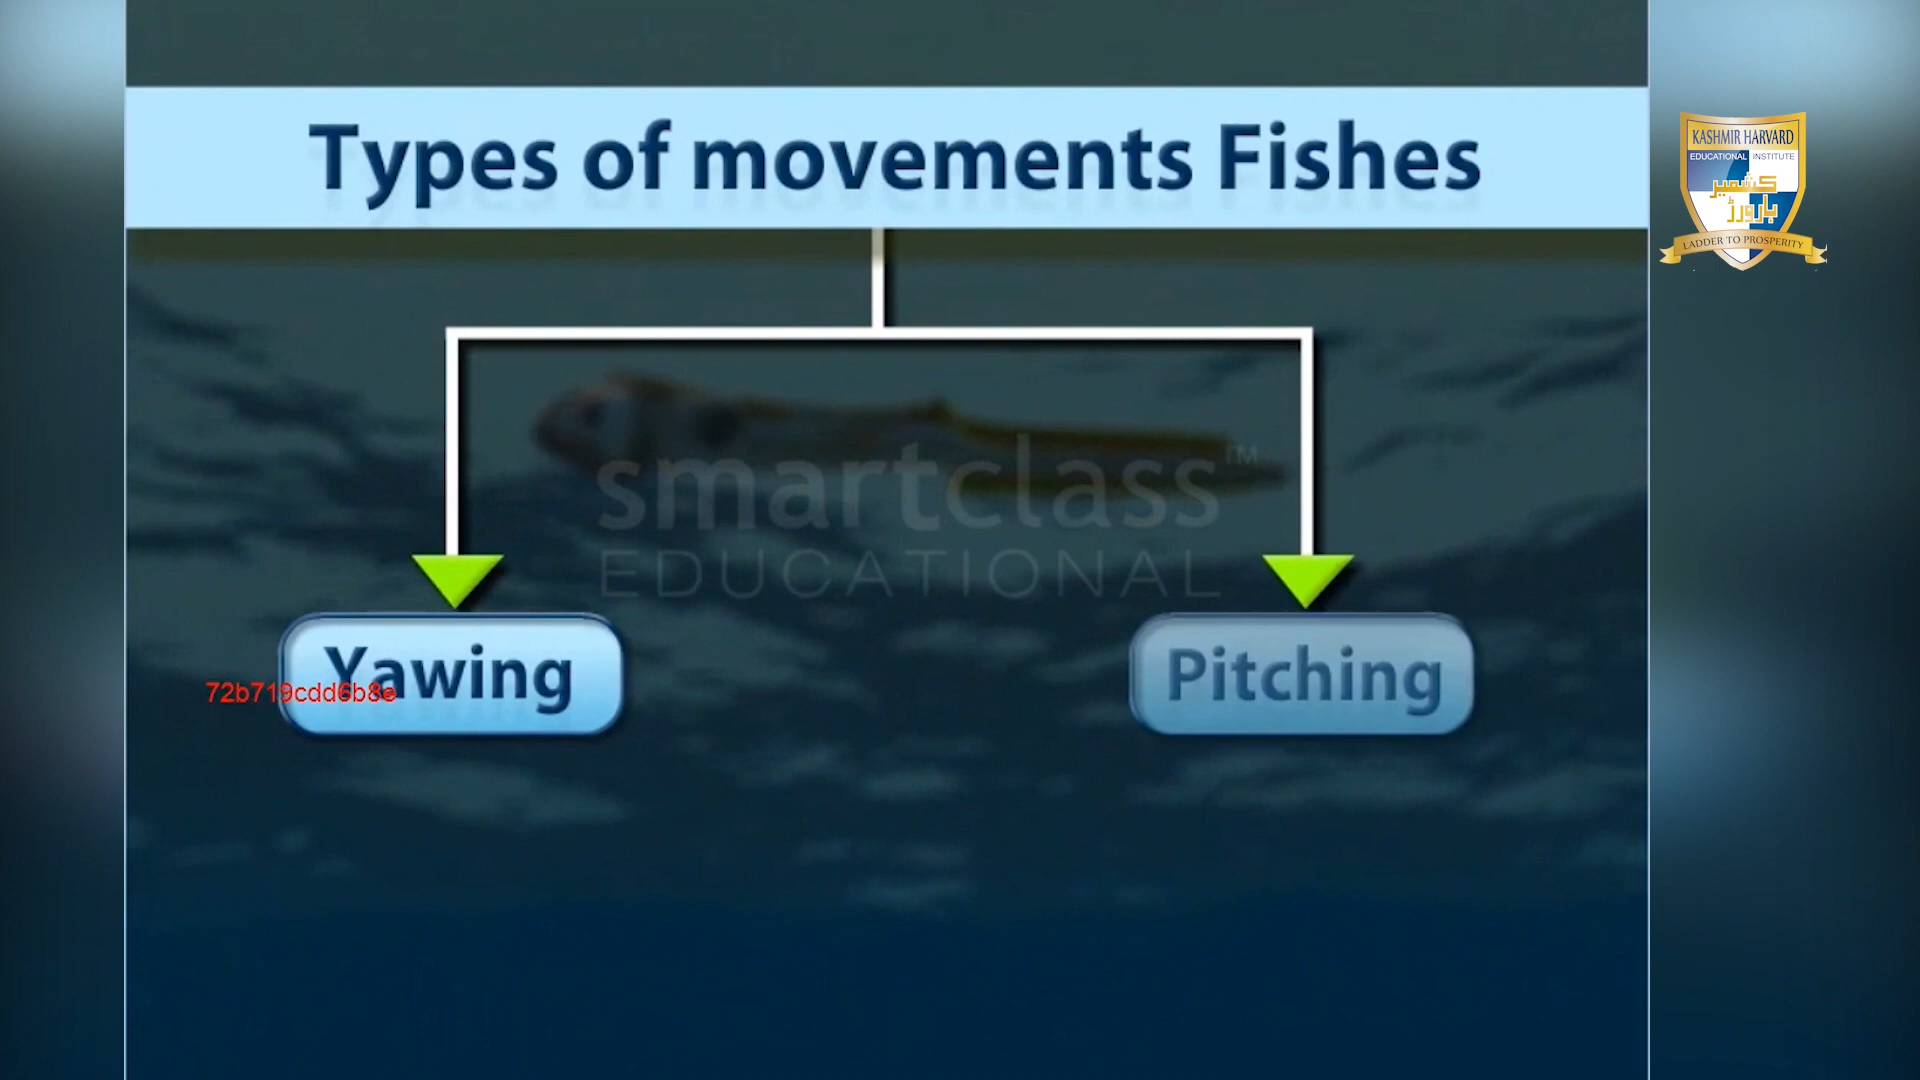 Types of movements Fishes
KASHMIR HARVARD
EDUCATIONAL INSTITUTE
کشمیر
ہارورڈ
LADDER TO PROSPERITY
smartclass™
EDUCATIONAL
Yawing
Pitching
72b719cdd6b8e